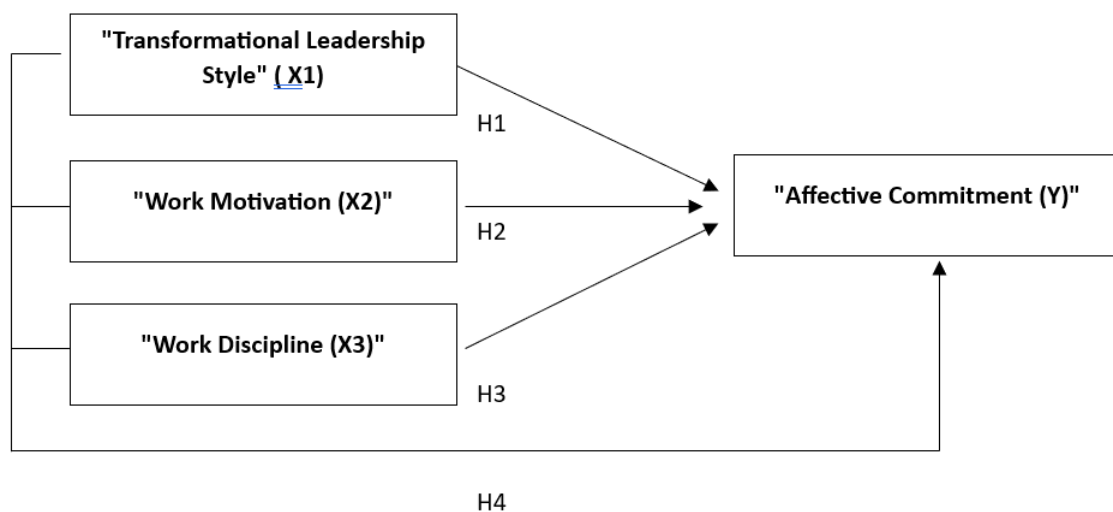 "Transformational Leadership
Style" ( X1)
H1
"Work Motivation (X2)"
"Affective Commitment (Y)"
H2
"Work Discipline (X3)"
H3
H4